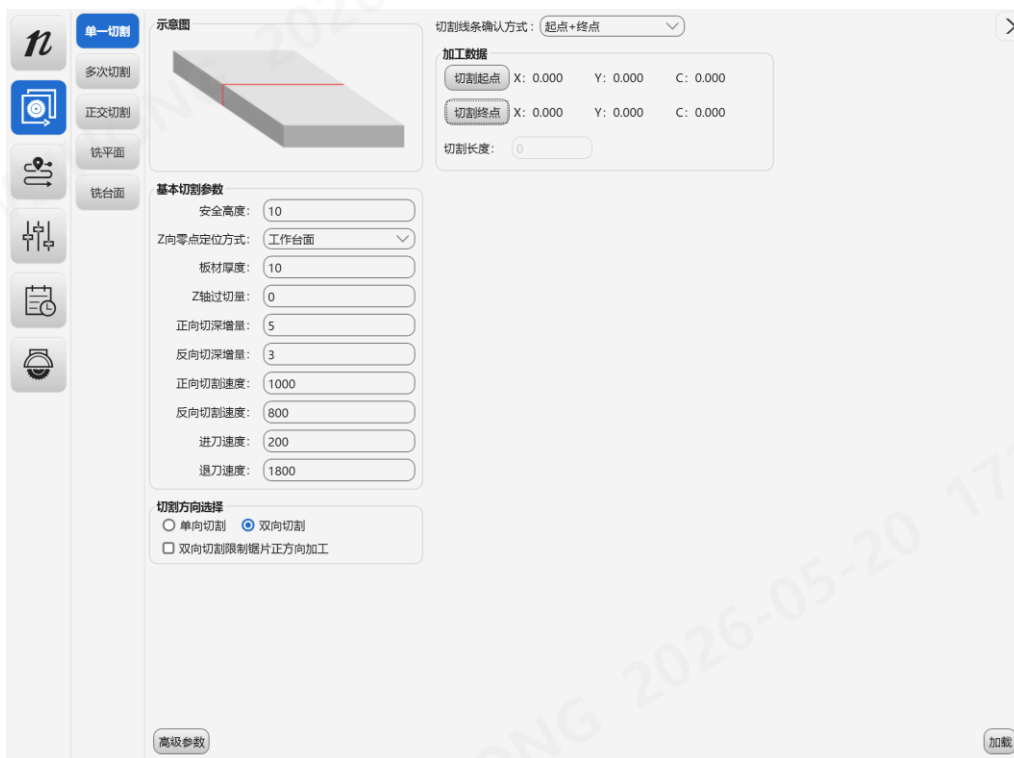 n
单一切割
多次切割
正交切割
铣平面
铣台面
示意图
基本切割参数
安全高度: 10
Z向零点定位方式: 工作台面
板材厚度: 10
Z轴过切量: 0
正向切深增量: 5
反向切深增量: 3
正向切割速度: 1000
反向切割速度: 800
进刀速度: 200
退刀速度: 1800
切割方向选择
单向切割 双向切割
双向切割限制锯片正方向加工
高级参数
切割线条确认方式: 起点+终点
加工数据
切割起点 X: 0.000 Y: 0.000 C: 0.000
切割终点 X: 0.000 Y: 0.000 C: 0.000
切割长度: 0
加载
2026-05-20